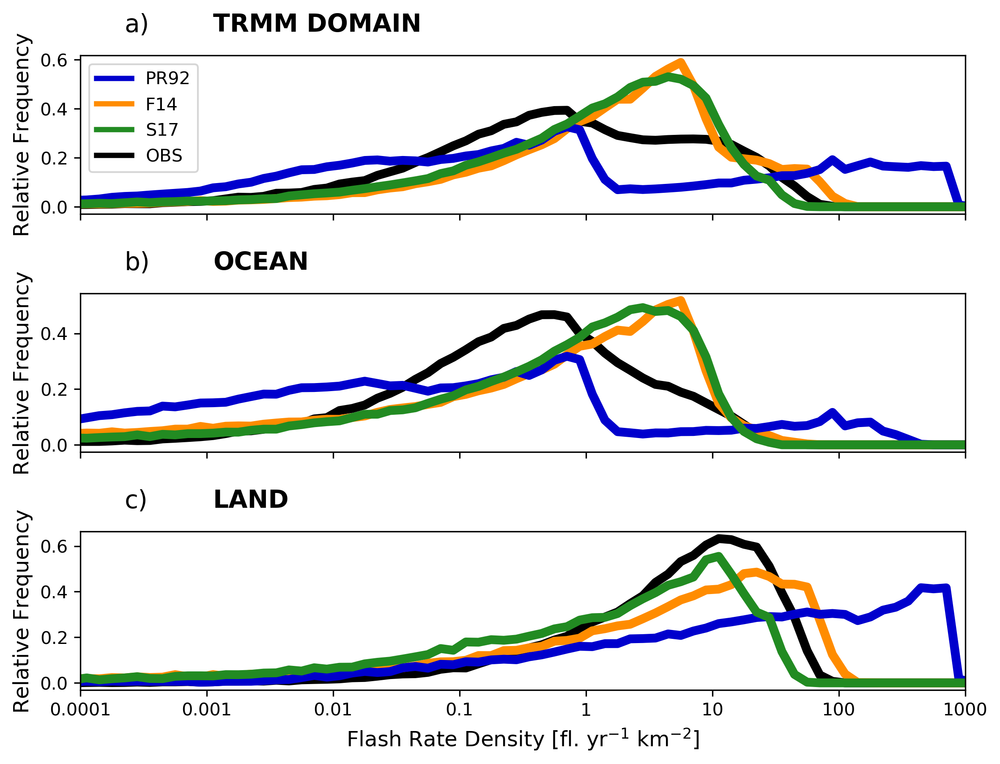 a) TRMM DOMAIN
Relative Frequency
0.6
0.4
0.2
0.0
PR92
F14
S17
OBS
b) OCEAN
Relative Frequency
0.4
0.2
0.0
c) LAND
Relative Frequency
0.6
0.4
0.2
0.0
0.0001 0.001 0.01 0.1 1 10 100 1000
Flash Rate Density [fl. yr⁻¹ km⁻²]